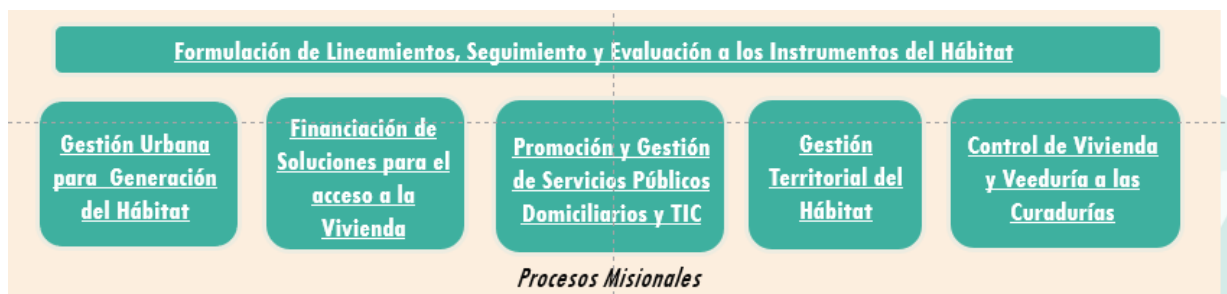 Formulación de Lineamientos, Seguimiento y Evaluación a los Instrumentos del Hábitat
Gestión Urbana
para Generación
del Hábitat
Financiación de
Soluciones para el
acceso a la
Vivienda
Promoción y Gestión
de Servicios Públicos
Domiciliarios y TIC
Gestión
Territorial del
Hábitat
Control de Vivienda
y Veeduría a las
Curadurías
Procesos Misionales